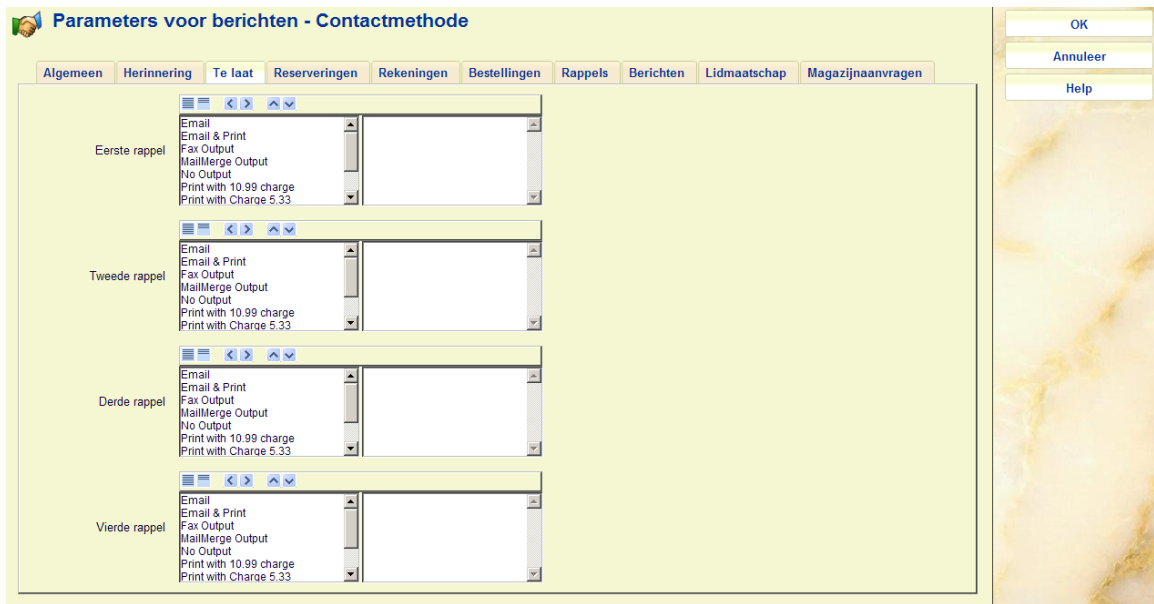 Parameters voor berichten - Contactmethode
OK
Annuleer
Help
Algemeen Herinnering Te laat Reserveringen Rekeningen Bestellingen Rappels Berichten Lidmaatschap Magazijnaanvragen
Eerste rappel
Email
Email & Print
Fax Output
MailMerge Output
No Output
Print with 10.99 charge
Print with Charge 5.33
Tweede rappel
Email
Email & Print
Fax Output
MailMerge Output
No Output
Print with 10.99 charge
Print with Charge 5.33
Derde rappel
Email
Email & Print
Fax Output
MailMerge Output
No Output
Print with 10.99 charge
Print with Charge 5.33
Vierde rappel
Email
Email & Print
Fax Output
MailMerge Output
No Output
Print with 10.99 charge
Print with Charge 5.33